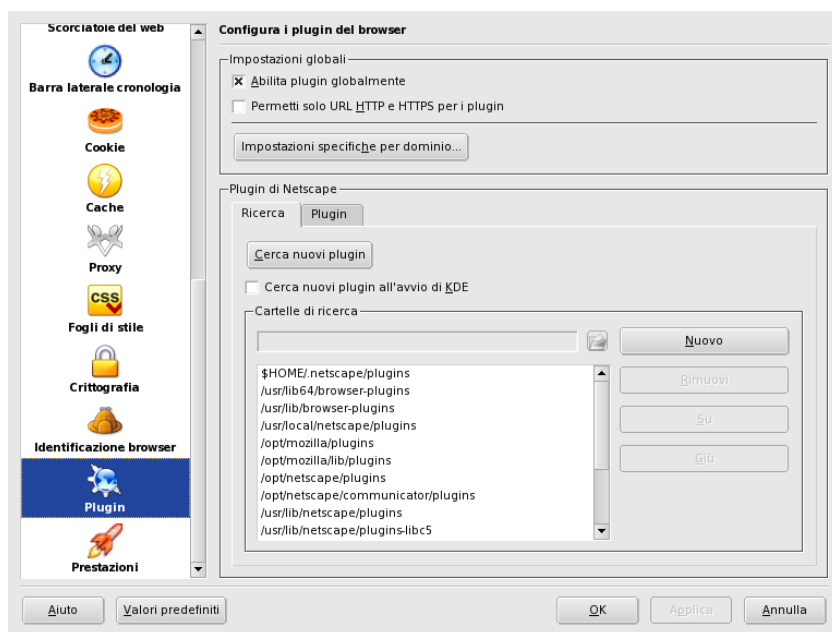 Scorciatoie del web
Barra laterale cronologia
Cookie
Cache
Proxy
CSS
Fogli di stile
Crittografia
Identificazione browser
Plugin
Prestazioni
Configura i plugin del browser
Impostazioni globali
Abilita plugin globalmente
Permetti solo URL HTTP e HTTPS per i plugin
Impostazioni specifiche per dominio...
Plugin di Netscape
Ricerca Plugin
Cerca nuovi plugin
Cerca nuovi plugin all'avvio di KDE
Cartelle di ricerca
Nuovo
Rimuovi
Su
Giù
$HOME/.netscape/plugins
/usr/lib64/browser-plugins
/usr/lib/browser-plugins
/usr/local/netscape/plugins
/opt/mozilla/plugins
/opt/mozilla/lib/plugins
/opt/netscape/plugins
/opt/netscape/communicator/plugins
/usr/lib/netscape/plugins
/usr/lib/netscape/plugins-libc5
Aiuto Valori predefiniti OK Applica Annulla